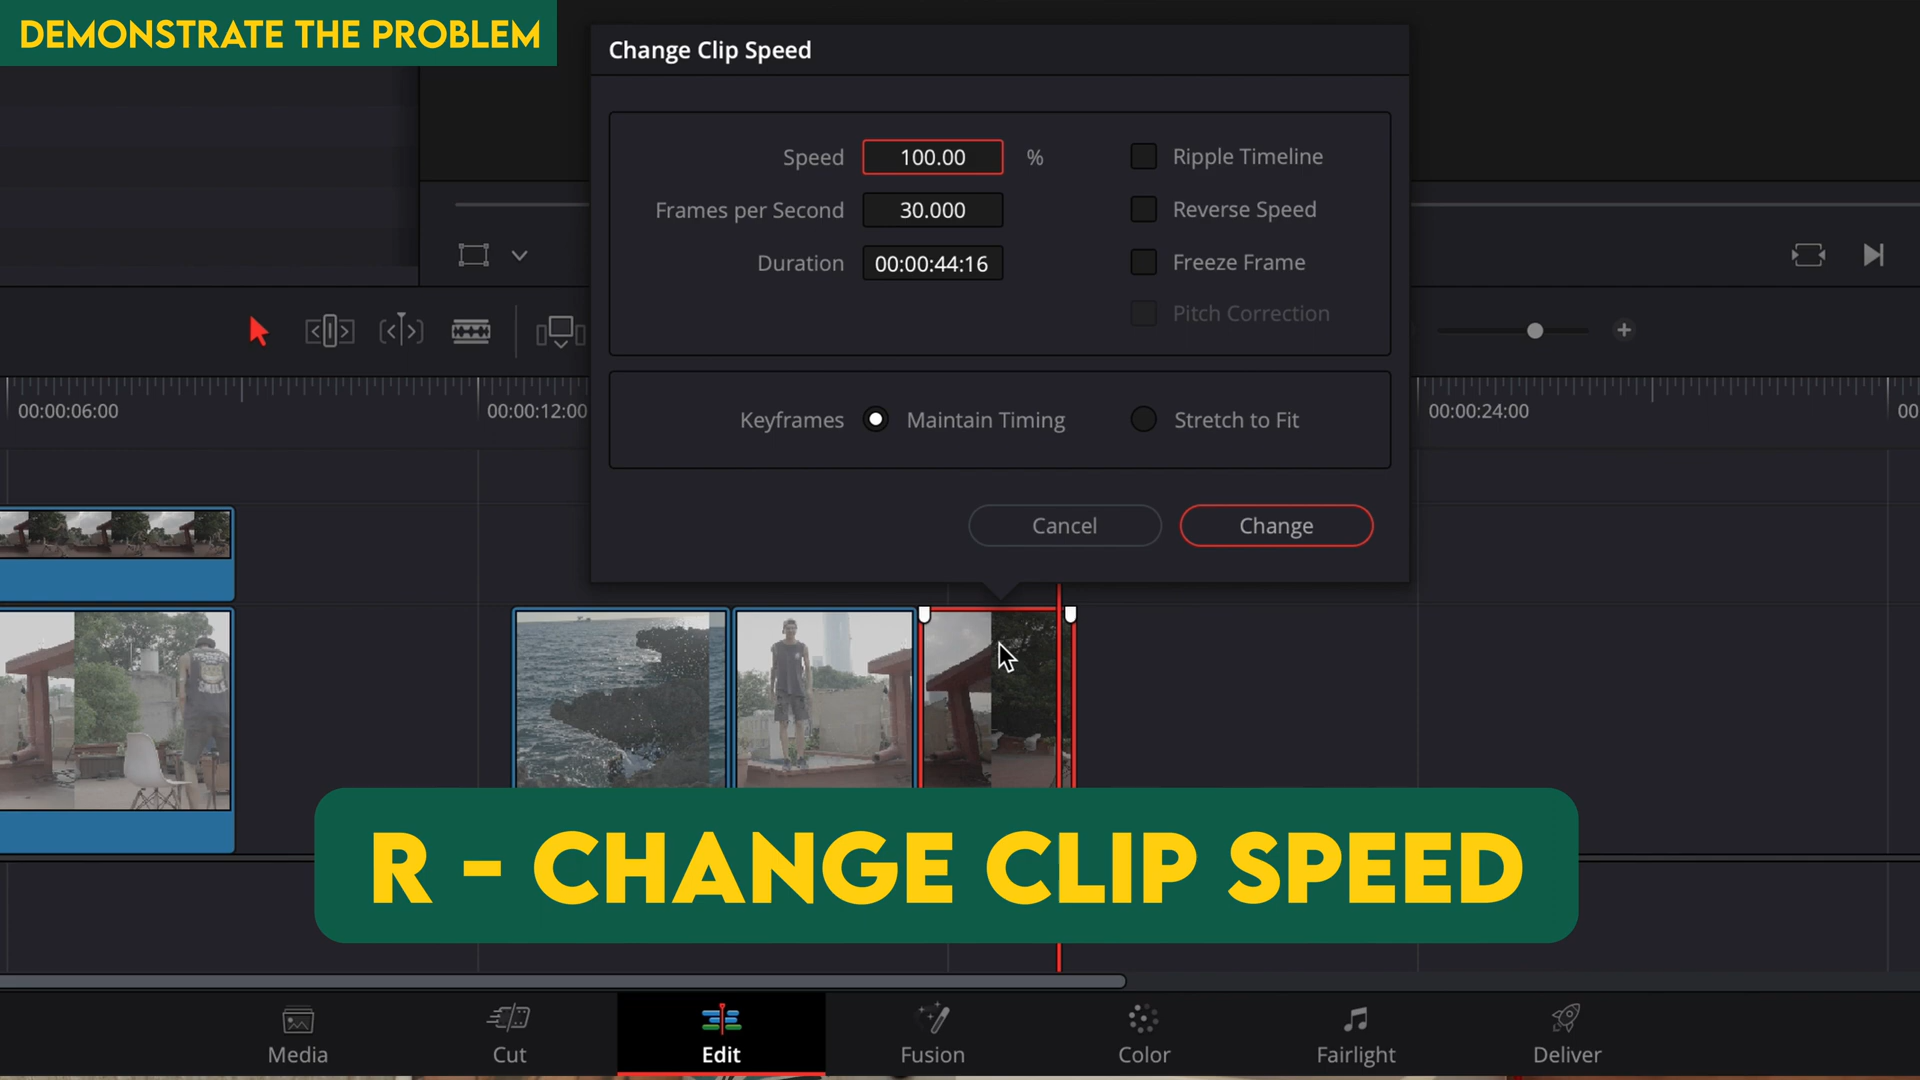 DEMONSTRATE THE PROBLEM
Change Clip Speed
Speed 100.00 %
Ripple Timeline
Frames per Second 30.000
Reverse Speed
Duration 00:00:44:16
Freeze Frame
Pitch Correction
Keyframes Maintain Timing Stretch to Fit
Cancel Change
00:00:06:00 00:00:12:00 00:00:24:00 00
R - CHANGE CLIP SPEED
Media Cut Edit Fusion Color Fairlight Deliver